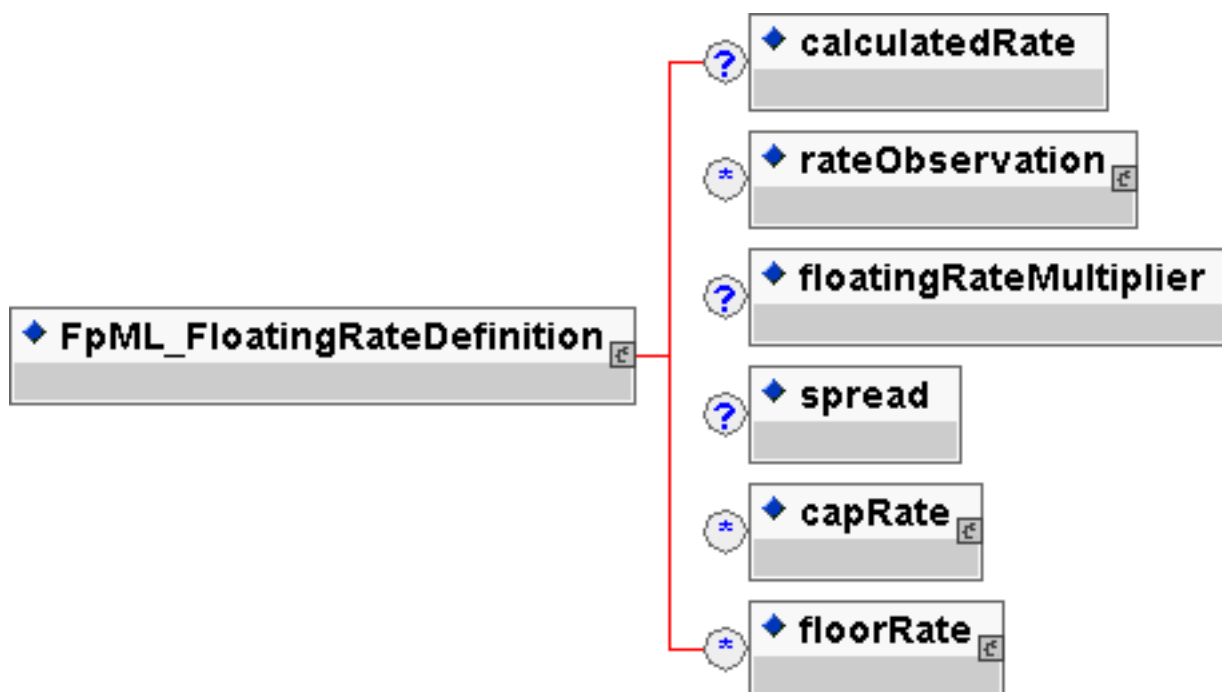 ? calculatedRate
* rateObservation
? floatingRateMultiplier
FpML_FloatingRateDefinition
? spread
* capRate
* floorRate